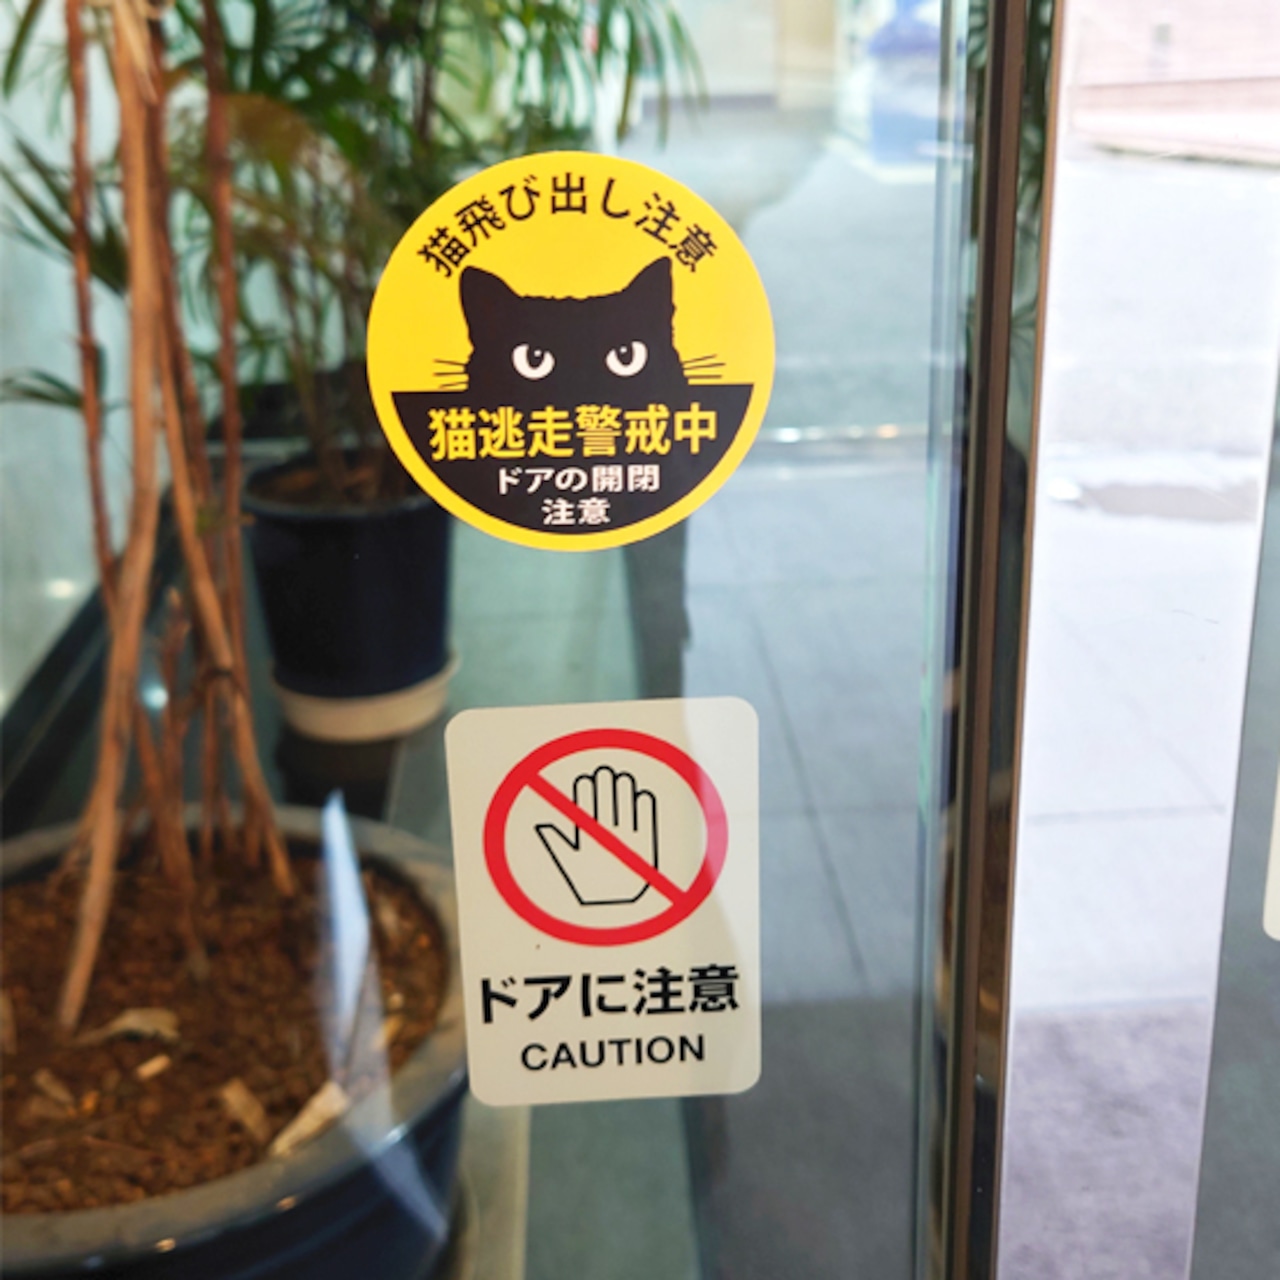 猫飛び出し注意
猫逃走警戒中
ドアの開閉
注意
ドアに注意
CAUTION